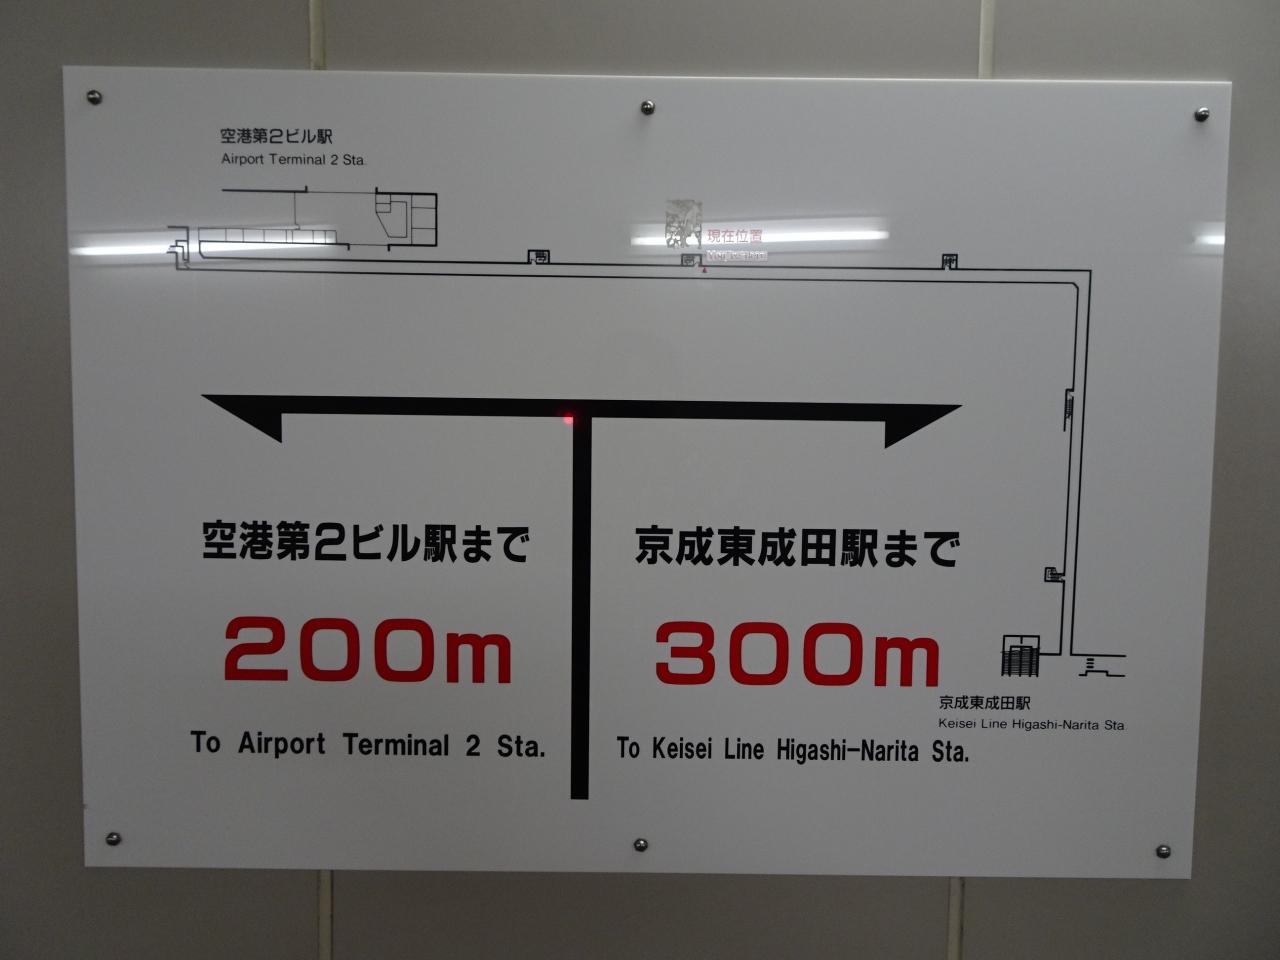 空港第2ビル駅
Airport Terminal 2 Sta.
現在位置
空港第2ビル駅まで
200m
To Airport Terminal 2 Sta.
京成東成田駅まで
300m
To Keisei Line Higashi-Narita Sta.
京成東成田駅
Keisei Line Higashi-Narita Sta.